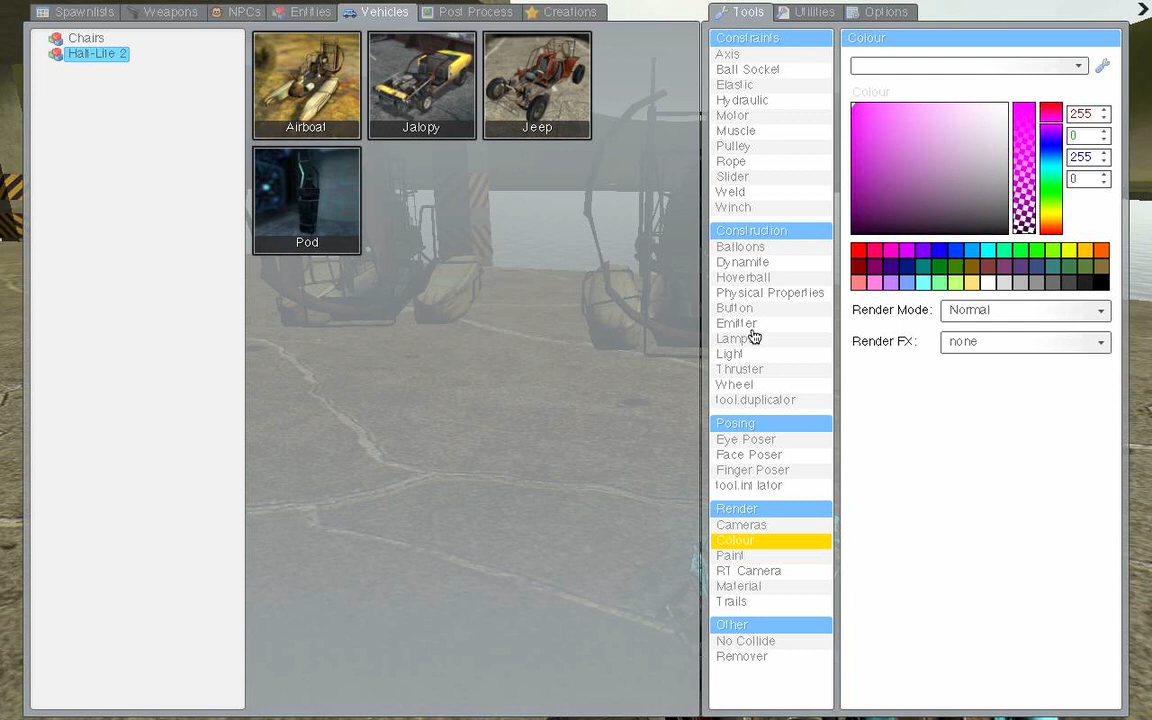 Spawnlists Weapons NPCs Entities Vehicles Post Process Creations
Tools Utilities Options
Chairs
Half-Life 2
Airboat Jalopy Jeep
Pod
Constraints
Axis
Ball Socket
Elastic
Hydraulic
Motor
Muscle
Pulley
Rope
Slider
Weld
Winch
Construction
Balloons
Dynamite
Hoverball
Physical Properties
Button
Emitter
Lamp
Light
Thruster
Wheel
tool.duplicator
Posing
Eye Poser
Face Poser
Finger Poser
tool.inflator
Render
Cameras
Colour
Paint
RT Camera
Material
Trails
Other
No Collide
Remover
Colour
Colour
255
0
255
0
Render Mode: Normal
Render FX: none